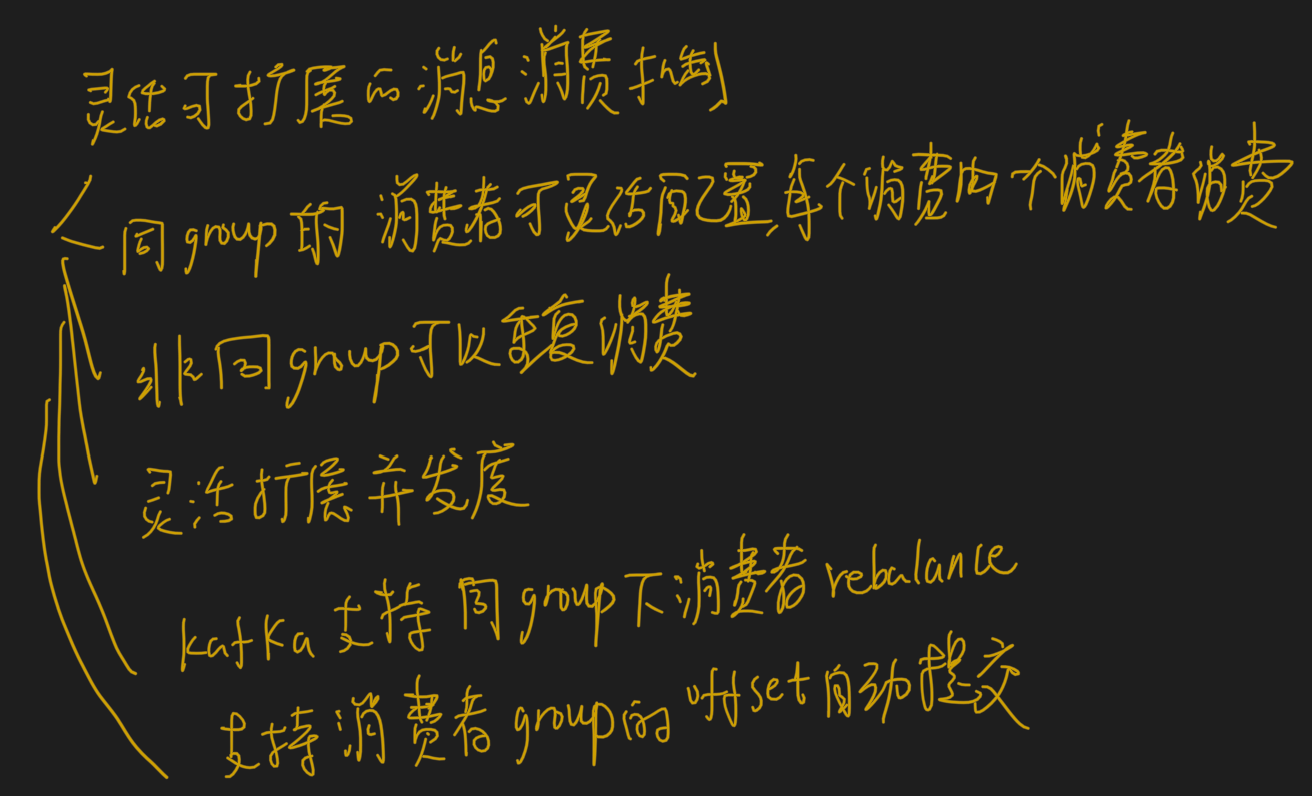 灵活可扩展的消息消费机制
同group的 消费者可灵活配置,每个消费由一个消费者消费
非同group可以重复消费
灵活扩展并发度
kafka支持 同group下消费者rebalance
支持消费者group的offset自动提交